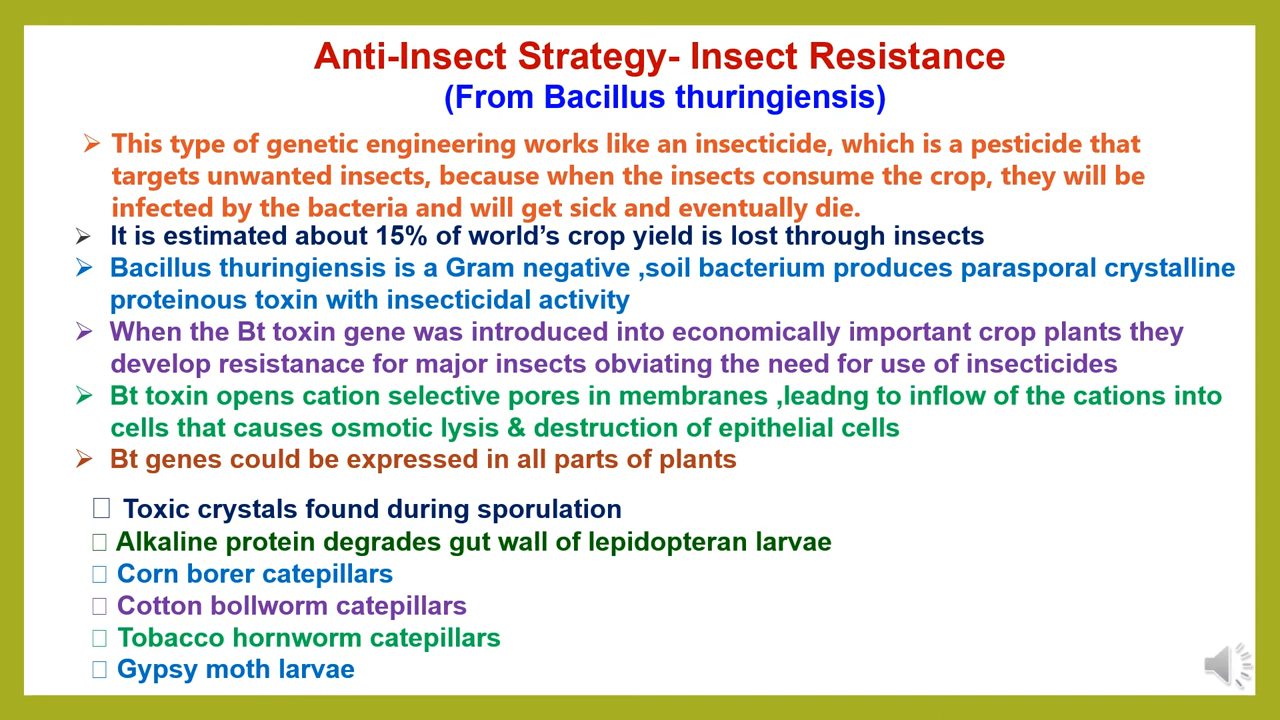 Anti-Insect Strategy- Insect Resistance
(From Bacillus thuringiensis)
➢ This type of genetic engineering works like an insecticide, which is a pesticide that
targets unwanted insects, because when the insects consume the crop, they will be
infected by the bacteria and will get sick and eventually die.
➢ It is estimated about 15% of world’s crop yield is lost through insects
➢ Bacillus thuringiensis is a Gram negative ,soil bacterium produces parasporal crystalline
proteinous toxin with insecticidal activity
➢ When the Bt toxin gene was introduced into economically important crop plants they
develop resistanace for major insects obviating the need for use of insecticides
➢ Bt toxin opens cation selective pores in membranes ,leadng to inflow of the cations into
cells that causes osmotic lysis & destruction of epithelial cells
➢ Bt genes could be expressed in all parts of plants
□ Toxic crystals found during sporulation
□ Alkaline protein degrades gut wall of lepidopteran larvae
□ Corn borer catepillars
□ Cotton bollworm catepillars
□ Tobacco hornworm catepillars
□ Gypsy moth larvae